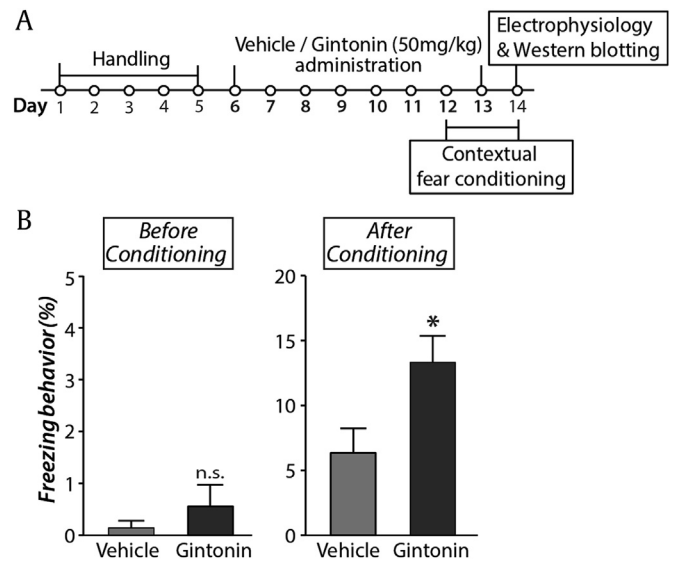 A
Handling
Vehicle / Gintonin (50mg/kg)
administration
Electrophysiology
& Western blotting
Day 1 2 3 4 5 6 7 8 9 10 11 12 13 14
Contextual
fear conditioning
B
Before
Conditioning
After
Conditioning
Freezing behavior (%)
5
4
3
2
1
0
n.s.
Vehicle Gintonin
20
15
10
5
0
*
Vehicle Gintonin